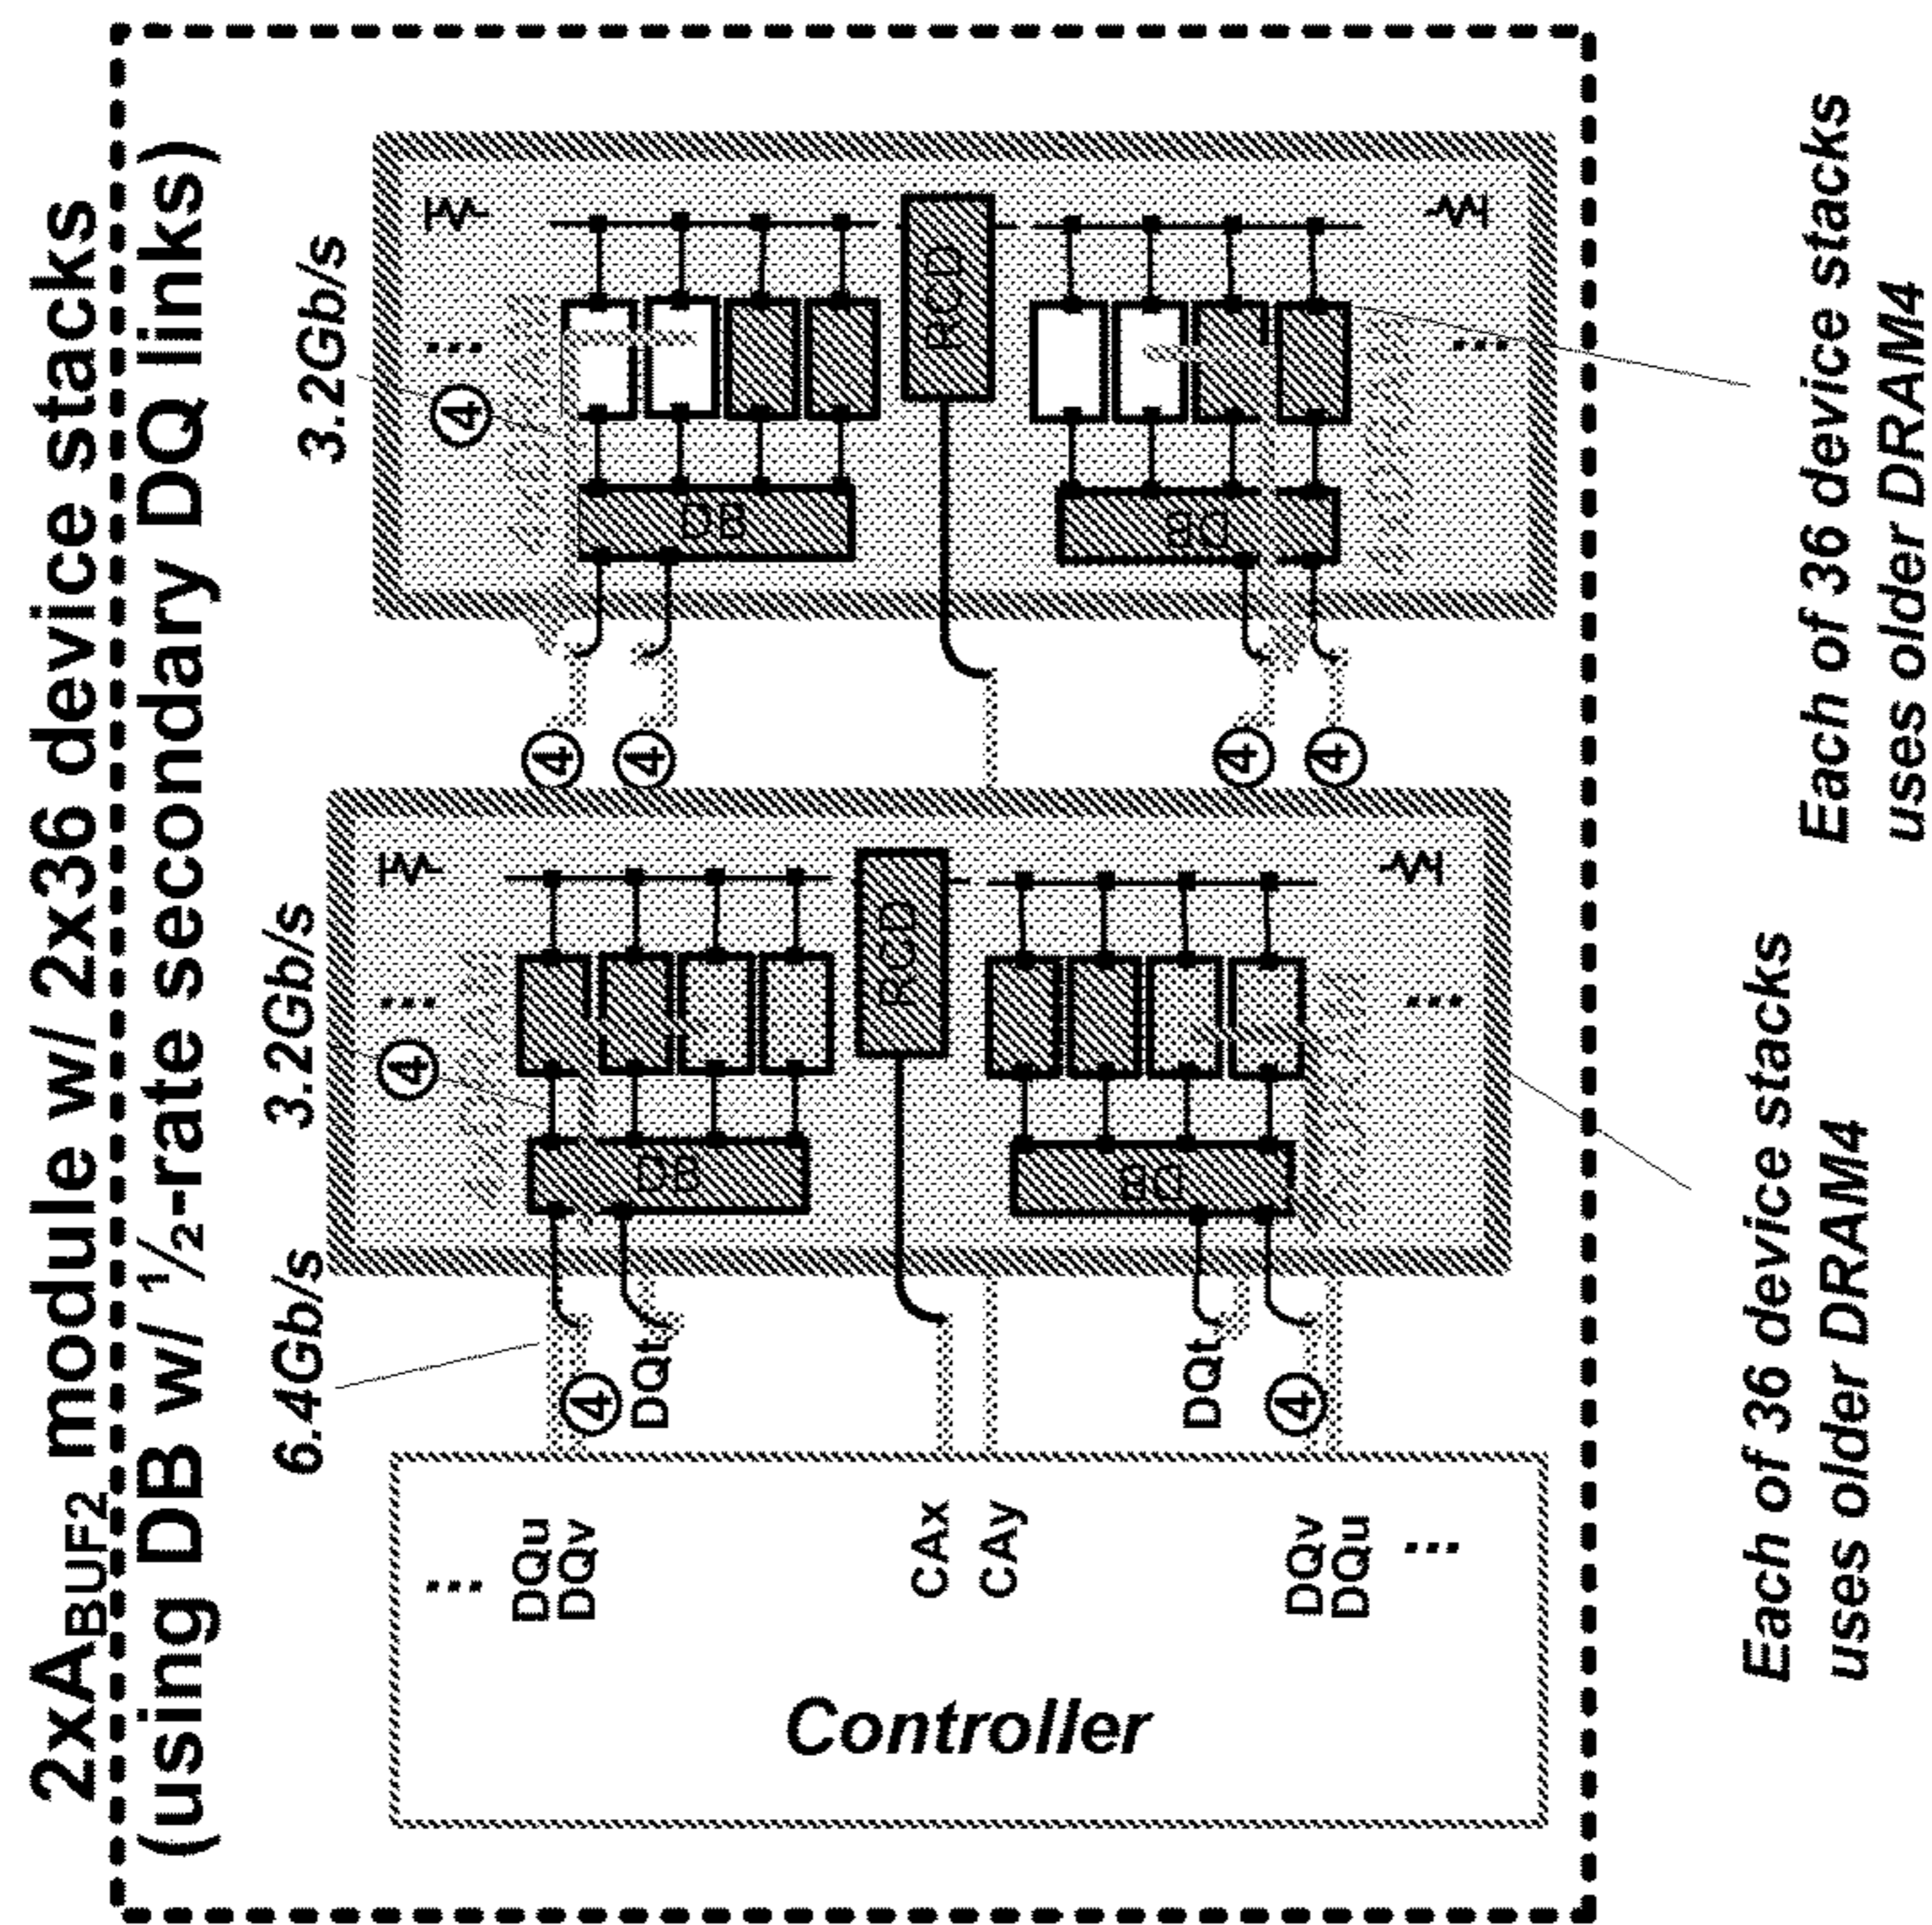 2xABUF2 module w/ 2x36 device stacks
(using DB w/ ½-rate secondary DQ links)
6.4Gb/s
3.2Gb/s
3.2Gb/s
...
DQu
DQv
CAx
CAy
DQv
DQu
...
Controller
④
DQt
DQt
④
...
④
DB
RCD
DB
...
④
④
④
④
...
④
DB
RCD
DB
...
Each of 36 device stacks
uses older DRAM4
Each of 36 device stacks
uses older DRAM4